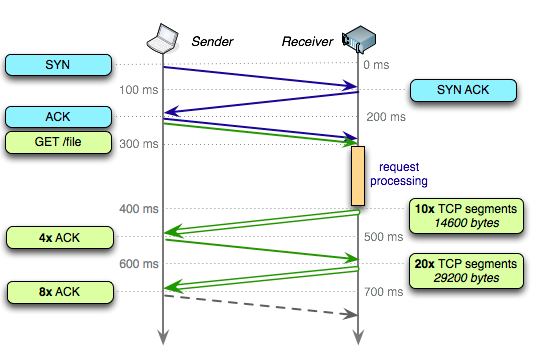 Sender
Receiver
SYN
0 ms
100 ms
SYN ACK
ACK
200 ms
GET /file
300 ms
request
processing
400 ms
10x TCP segments
14600 bytes
4x ACK
500 ms
600 ms
20x TCP segments
29200 bytes
8x ACK
700 ms